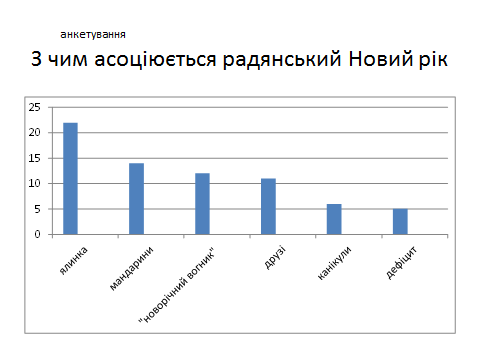 анкетування
З чим асоціюється радянський Новий рік
25
20
15
10
5
0
ялинка
мандарини
"новорічний вогник"
друзі
канікули
дефіцит